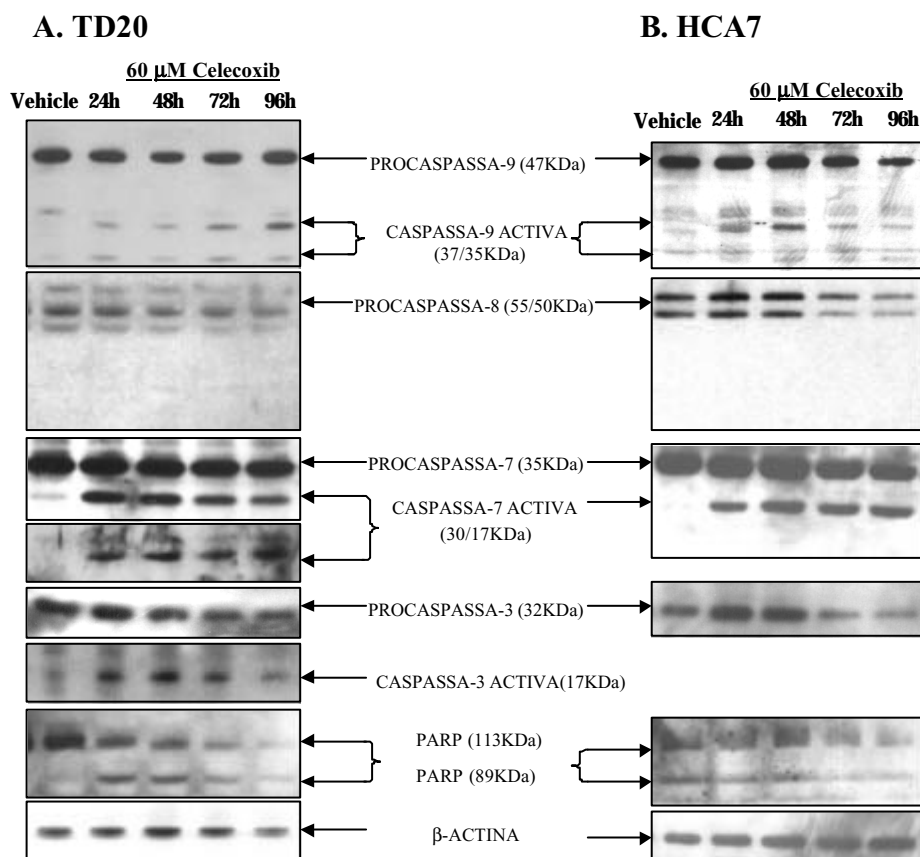 A. TD20
B. HCA7
60 µM Celecoxib
Vehicle 24h 48h 72h 96h
60 µM Celecoxib
Vehicle 24h 48h 72h 96h
PROCASPASSA-9 (47KDa)
CASPASSA-9 ACTIVA
(37/35KDa)
PROCASPASSA-8 (55/50KDa)
PROCASPASSA-7 (35KDa)
CASPASSA-7 ACTIVA
(30/17KDa)
PROCASPASSA-3 (32KDa)
CASPASSA-3 ACTIVA(17KDa)
PARP (113KDa)
PARP (89KDa)
β-ACTINA